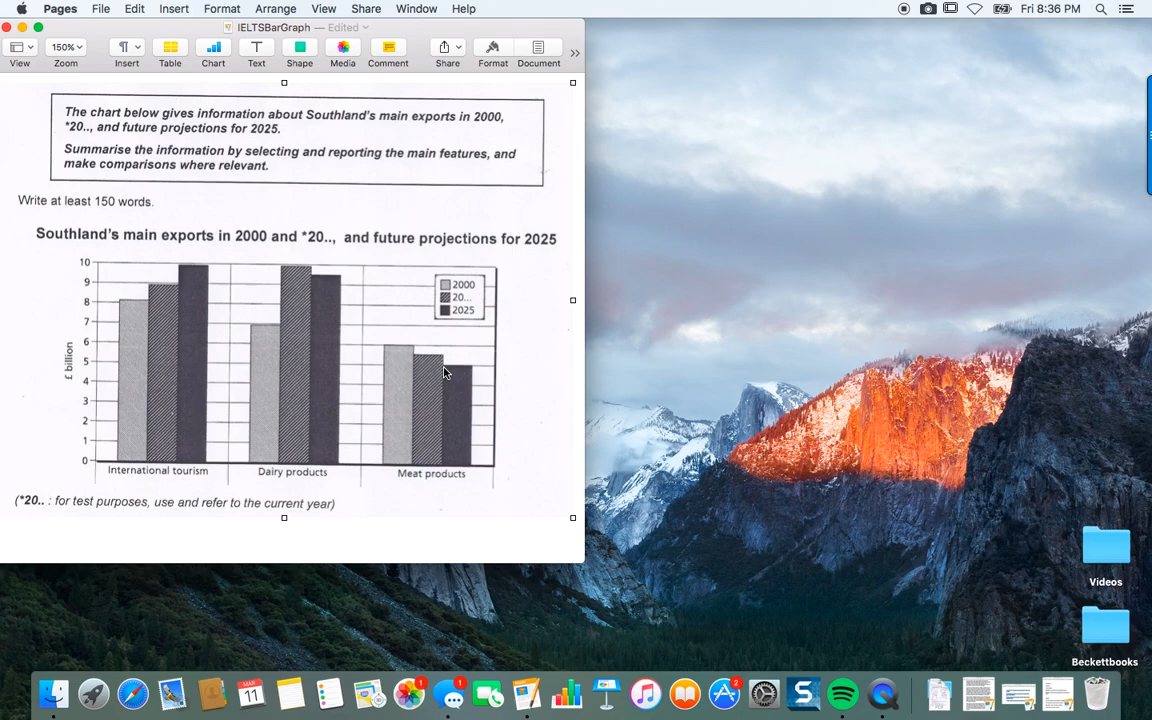 Pages File Edit Insert Format Arrange View Share Window Help Fri 8:36 PM
IELTSBarGraph — Edited
150%
View Zoom Insert Table Chart Text Shape Media Comment Share Format Document
The chart below gives information about Southland's main exports in 2000,
*20.., and future projections for 2025.
Summarise the information by selecting and reporting the main features, and
make comparisons where relevant.
Write at least 150 words.
Southland's main exports in 2000 and *20.., and future projections for 2025
10
9
8
7
6
5
4
3
2
1
0
£ billion
2000
20...
2025
International tourism Dairy products Meat products
(*20.. : for test purposes, use and refer to the current year)
Videos
Beckettbooks
MAR
11
1
1
2
S